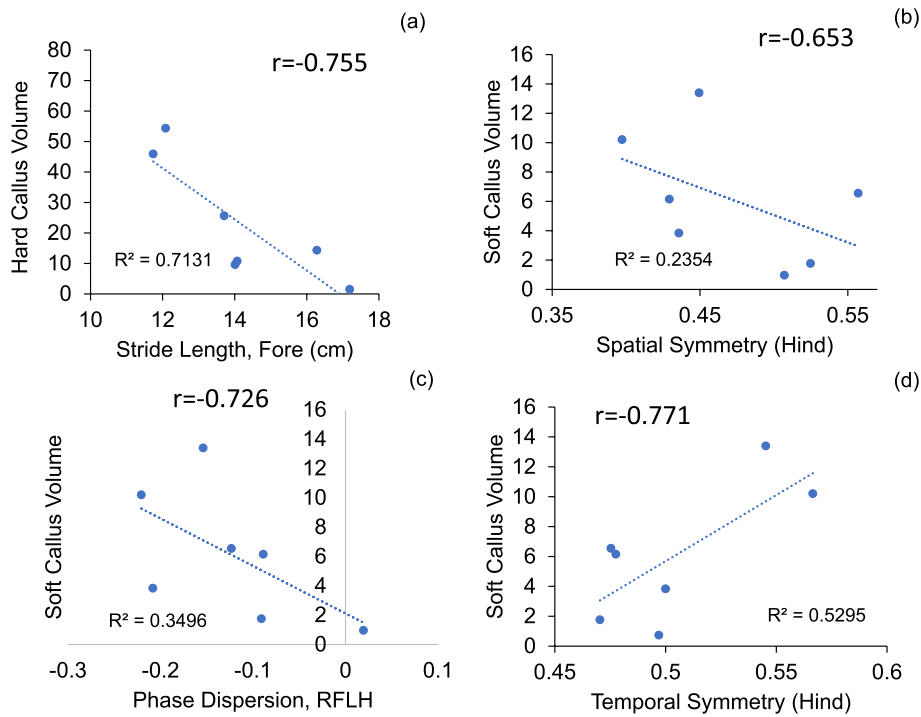 (a)
r=-0.755
80
70
60
50
40
30
20
10
0
Hard Callus Volume
R² = 0.7131
10 12 14 16 18
Stride Length, Fore (cm)
(b)
r=-0.653
16
14
12
10
8
6
4
2
0
Soft Callus Volume
R² = 0.2354
0.35 0.45 0.55
Spatial Symmetry (Hind)
(c)
r=-0.726
16
14
12
10
8
6
4
2
0
Soft Callus Volume
R² = 0.3496
-0.3 -0.2 -0.1 0 0.1
Phase Dispersion, RFLH
(d)
r=-0.771
16
14
12
10
8
6
4
2
0
Soft Callus Volume
R² = 0.5295
0.45 0.5 0.55 0.6
Temporal Symmetry (Hind)